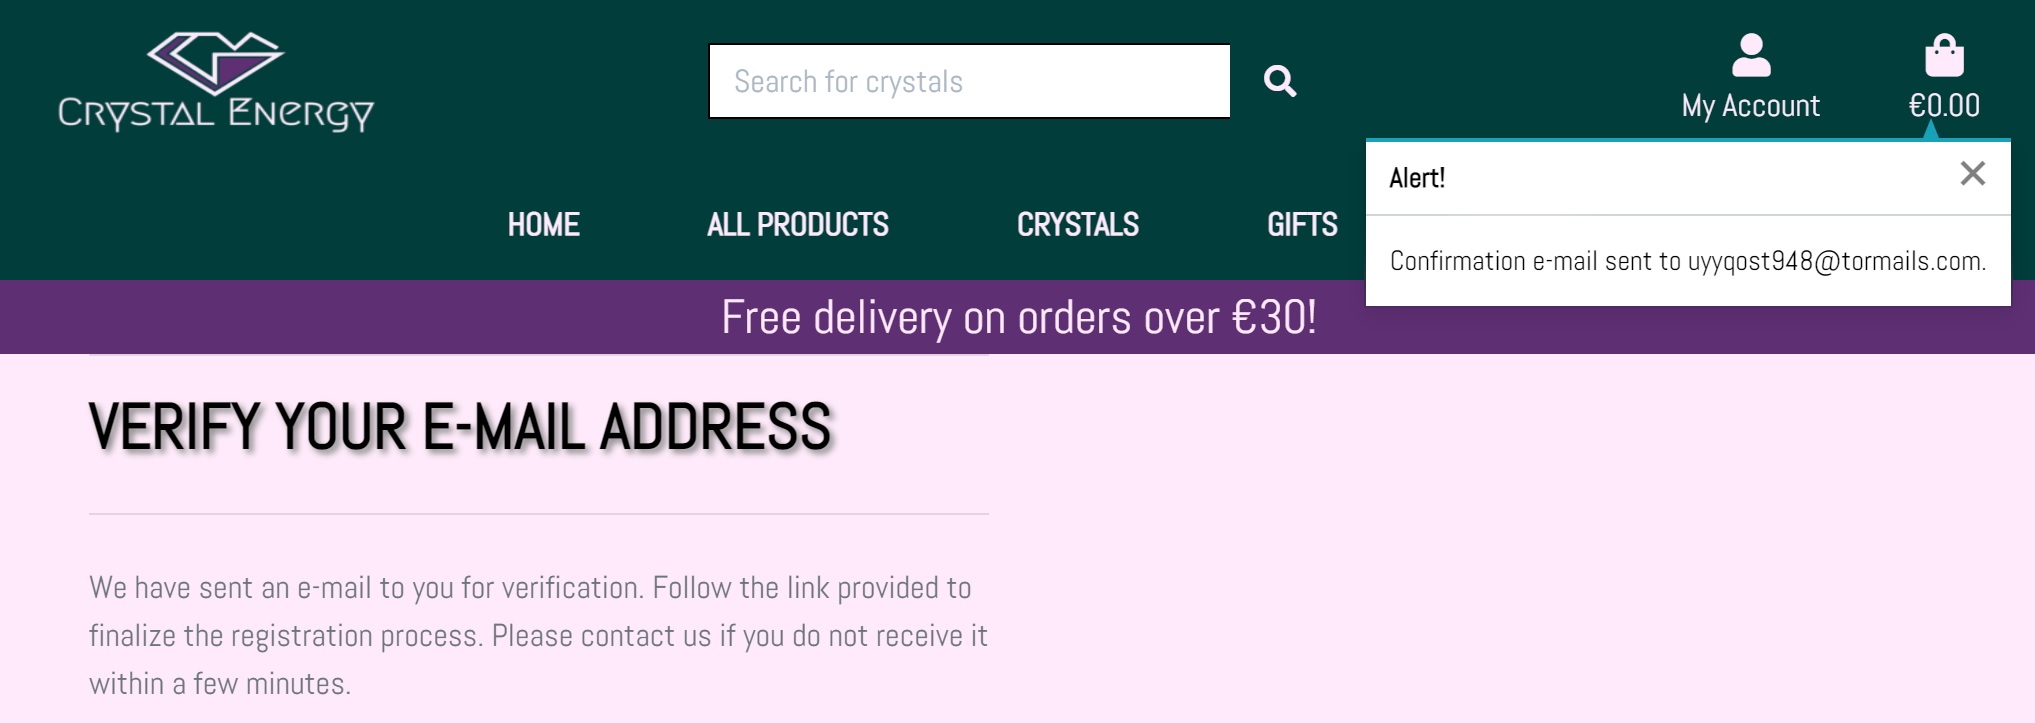 CRYSTAL ENERGY
Search for crystals
My Account
€0.00
Alert!
Confirmation e-mail sent to uyyqost948@tormails.com.
HOME
ALL PRODUCTS
CRYSTALS
GIFTS
Free delivery on orders over €30!
VERIFY YOUR E-MAIL ADDRESS
We have sent an e-mail to you for verification. Follow the link provided to
finalize the registration process. Please contact us if you do not receive it
within a few minutes.